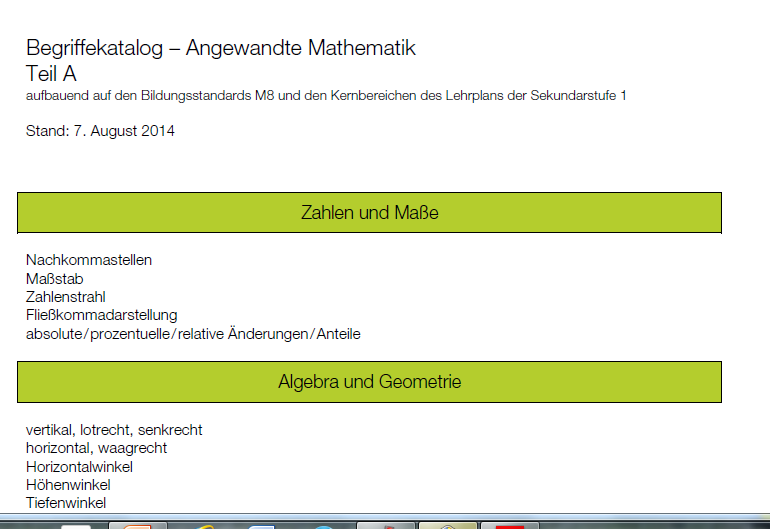 Begriffekatalog – Angewandte Mathematik
Teil A
aufbauend auf den Bildungsstandards M8 und den Kernbereichen des Lehrplans der Sekundarstufe 1
Stand: 7. August 2014
Zahlen und Maße
Nachkommastellen
Maßstab
Zahlenstrahl
Fließkommadarstellung
absolute/prozentuelle/relative Änderungen/Anteile
Algebra und Geometrie
vertikal, lotrecht, senkrecht
horizontal, waagrecht
Horizontalwinkel
Höhenwinkel
Tiefenwinkel